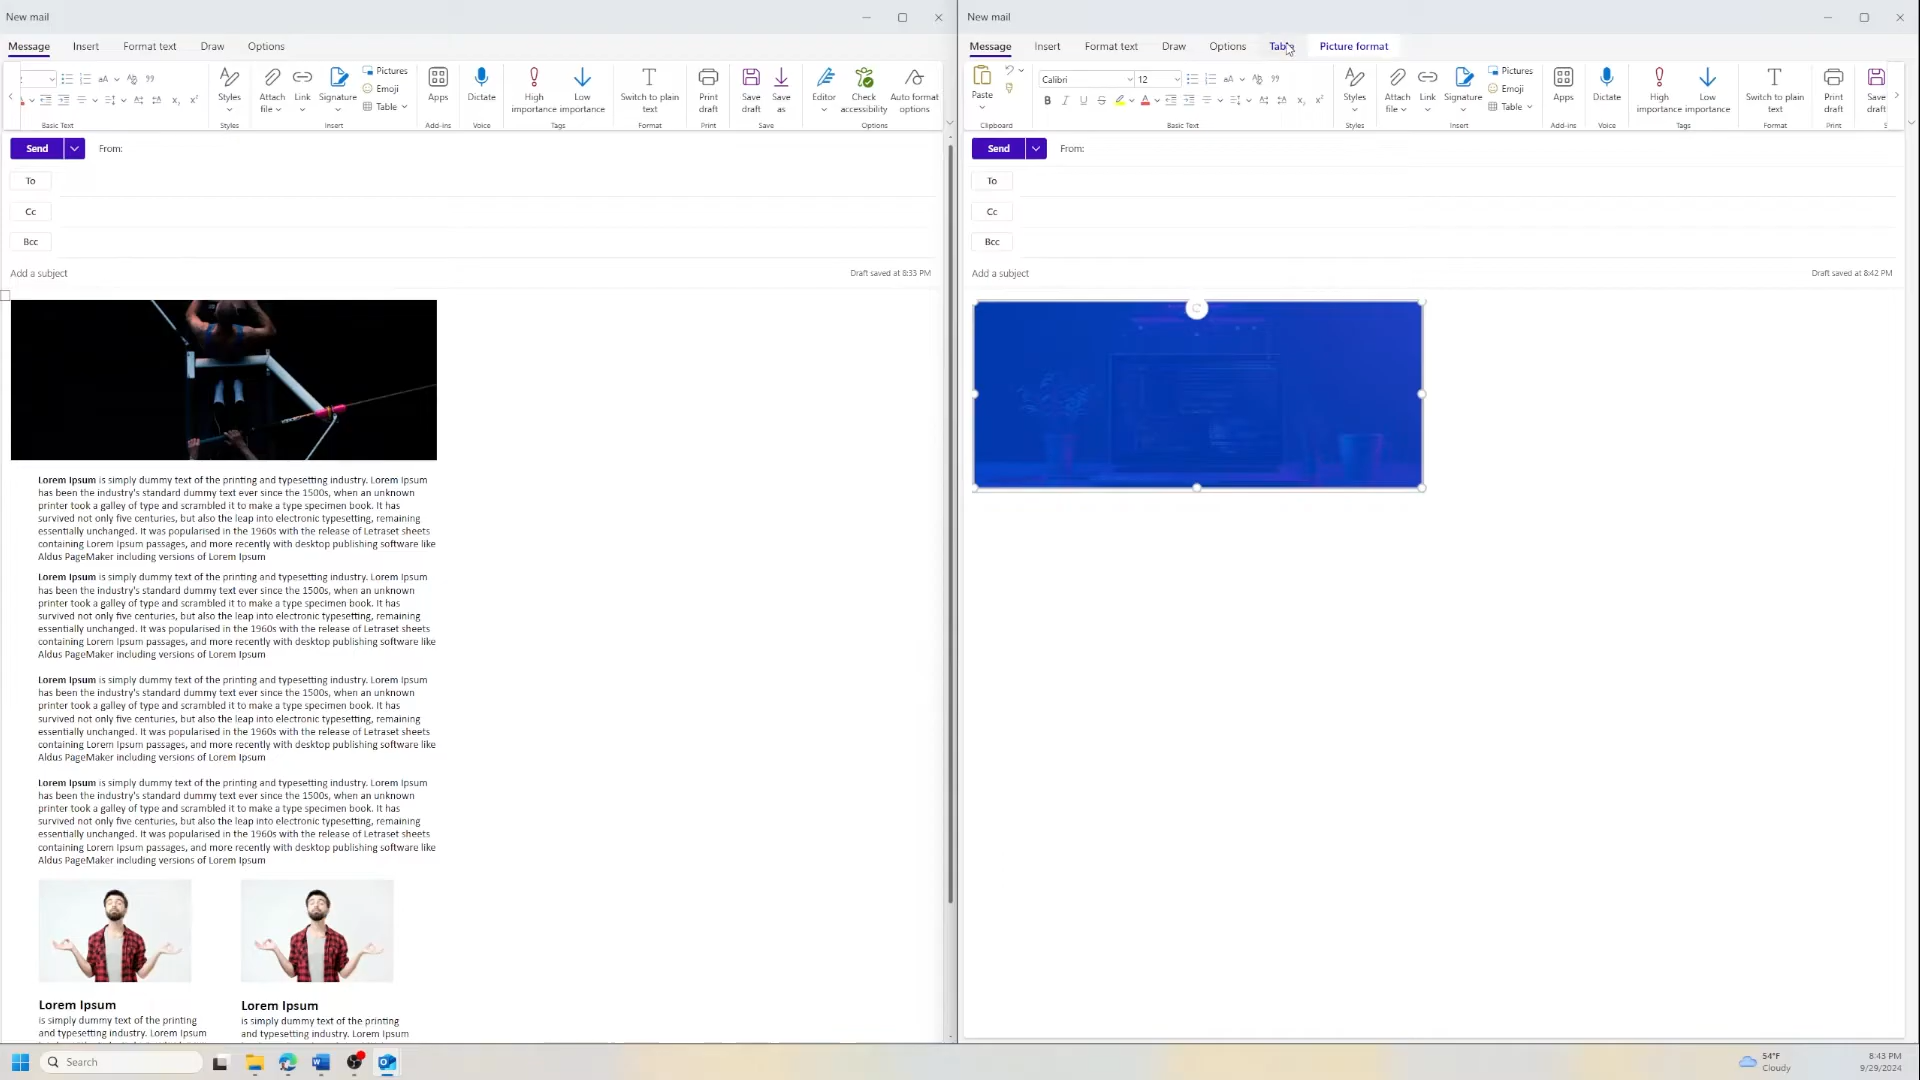 New mail
Message Insert Format text Draw Options
Styles
Attach file
Link
Signature
Pictures
Emoji
Table
Apps
Dictate
High importance
Low importance
Switch to plain text
Print draft
Save draft
Save as
Editor
Check accessibility
Auto format options
Basic Text Styles Insert Add-ins Voice Tags Format Print Save Options
Send From:
To
Cc
Bcc
Add a subject Draft saved at 8:33 PM
Lorem Ipsum is simply dummy text of the printing and typesetting industry. Lorem Ipsum
has been the industry's standard dummy text ever since the 1500s, when an unknown
printer took a galley of type and scrambled it to make a type specimen book. It has
survived not only five centuries, but also the leap into electronic typesetting, remaining
essentially unchanged. It was popularised in the 1960s with the release of Letraset sheets
containing Lorem Ipsum passages, and more recently with desktop publishing software like
Aldus PageMaker including versions of Lorem Ipsum
Lorem Ipsum is simply dummy text of the printing and typesetting industry. Lorem Ipsum
has been the industry's standard dummy text ever since the 1500s, when an unknown
printer took a galley of type and scrambled it to make a type specimen book. It has
survived not only five centuries, but also the leap into electronic typesetting, remaining
essentially unchanged. It was popularised in the 1960s with the release of Letraset sheets
containing Lorem Ipsum passages, and more recently with desktop publishing software like
Aldus PageMaker including versions of Lorem Ipsum
Lorem Ipsum is simply dummy text of the printing and typesetting industry. Lorem Ipsum
has been the industry's standard dummy text ever since the 1500s, when an unknown
printer took a galley of type and scrambled it to make a type specimen book. It has
survived not only five centuries, but also the leap into electronic typesetting, remaining
essentially unchanged. It was popularised in the 1960s with the release of Letraset sheets
containing Lorem Ipsum passages, and more recently with desktop publishing software like
Aldus PageMaker including versions of Lorem Ipsum
Lorem Ipsum is simply dummy text of the printing and typesetting industry. Lorem Ipsum
has been the industry's standard dummy text ever since the 1500s, when an unknown
printer took a galley of type and scrambled it to make a type specimen book. It has
survived not only five centuries, but also the leap into electronic typesetting, remaining
essentially unchanged. It was popularised in the 1960s with the release of Letraset sheets
containing Lorem Ipsum passages, and more recently with desktop publishing software like
Aldus PageMaker including versions of Lorem Ipsum
Lorem Ipsum
is simply dummy text of the printing
and typesetting industry. Lorem Ipsum
Lorem Ipsum
is simply dummy text of the printing
and typesetting industry. Lorem Ipsum
New mail
Message Insert Format text Draw Options Table Picture format
Paste
Calibri 12
Styles
Attach file
Link
Signature
Pictures
Emoji
Table
Apps
Dictate
High importance
Low importance
Switch to plain text
Print draft
Save draft
Clipboard Basic Text Styles Insert Add-ins Voice Tags Format Print S
Send From:
To
Cc
Bcc
Add a subject Draft saved at 8:42 PM
Search
54°F
Cloudy
8:43 PM
9/29/2024